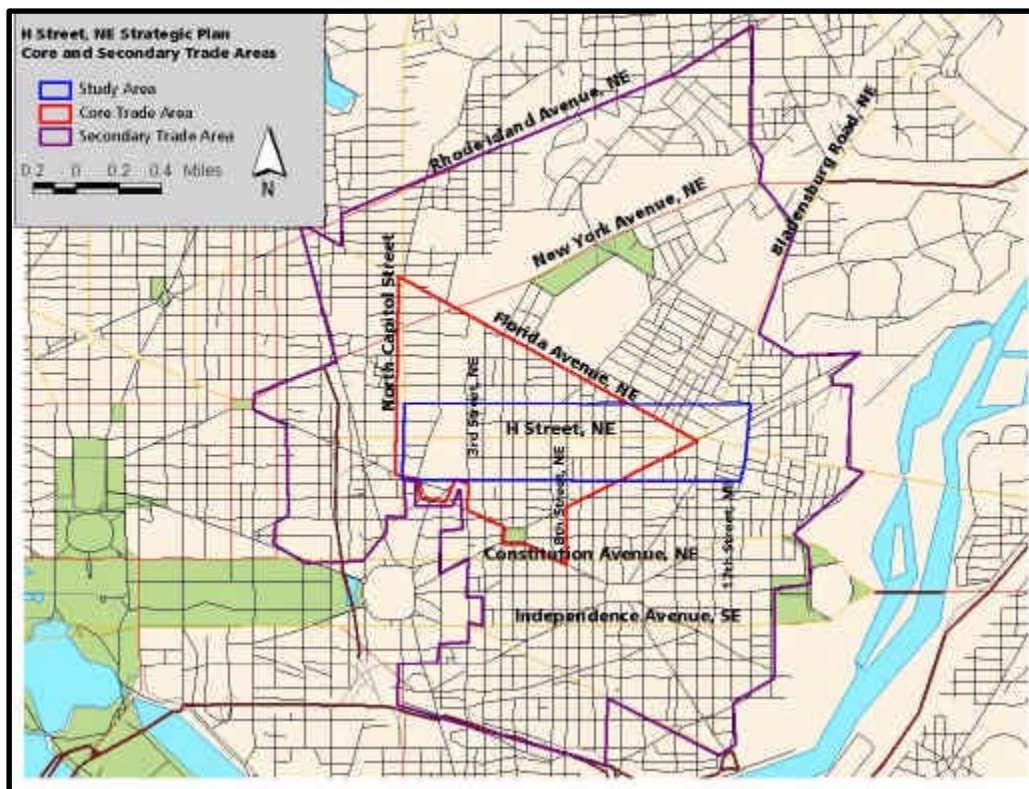 H Street, NE Strategic Plan
Core and Secondary Trade Areas
Study Area
Core Trade Area
Secondary Trade Area
0.2 0 0.2 0.4 Miles
N
Rhode Island Avenue, NE
Bladensburg Road, NE
New York Avenue, NE
North Capitol Street
Florida Avenue, NE
3rd Street, NE
H Street, NE
8th Street, NE
17th Street, NE
Constitution Avenue, NE
Independence Avenue, SE